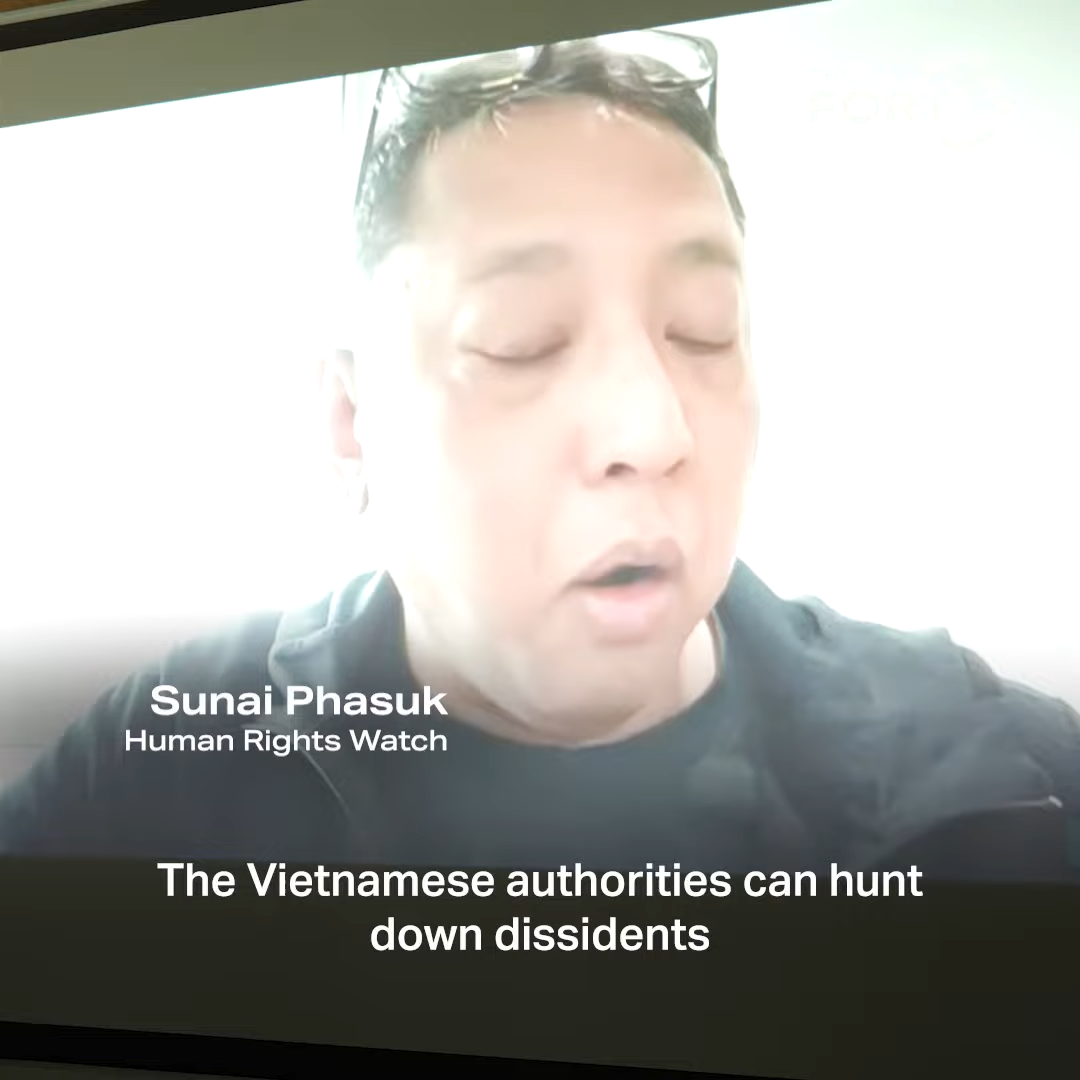 Sunai Phasuk
Human Rights Watch
The Vietnamese authorities can hunt
down dissidents